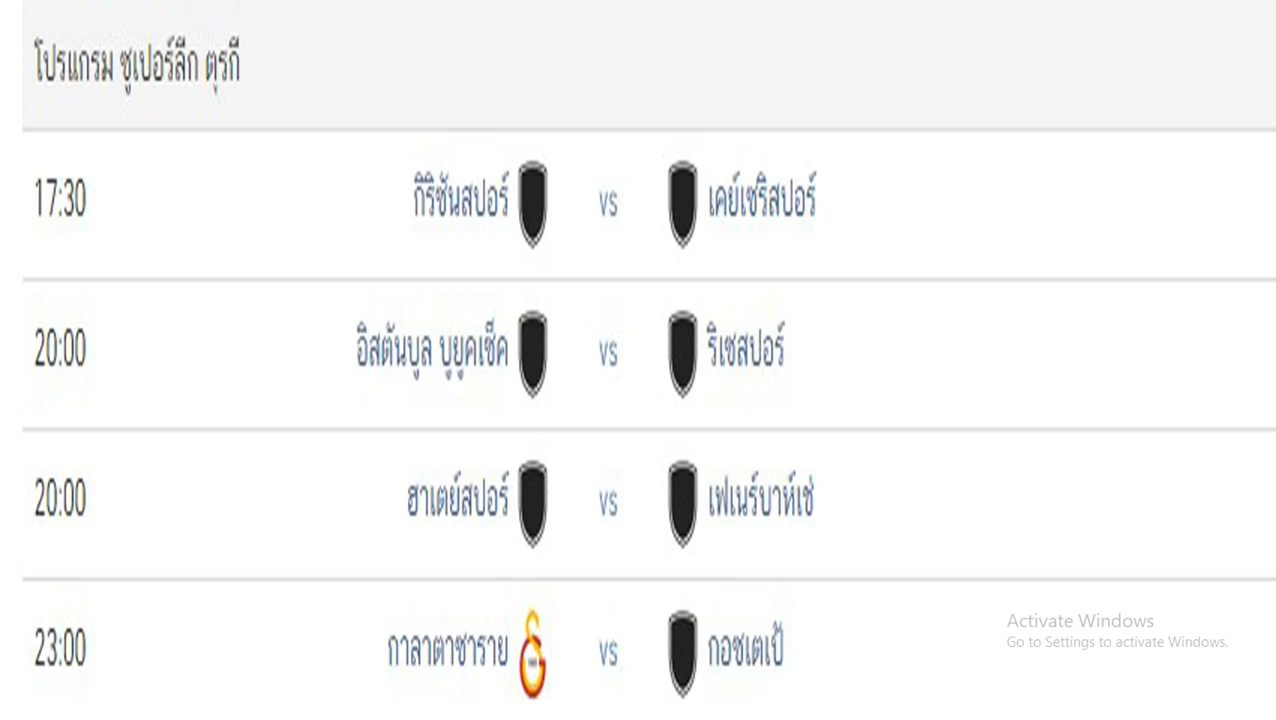 โปรแกรม ซูเปอร์ลีก ตุรกี
17:30 กิริซันสปอร์ vs เคย์เซริสปอร์
20:00 อิสตันบูล บูยูคเซ็ค vs ริเซสปอร์
20:00 ฮาเตย์สปอร์ vs เฟเนร์บาห์เช่
23:00 กาลาตาซาราย vs กอซเตเป้
Activate Windows
Go to Settings to activate Windows.